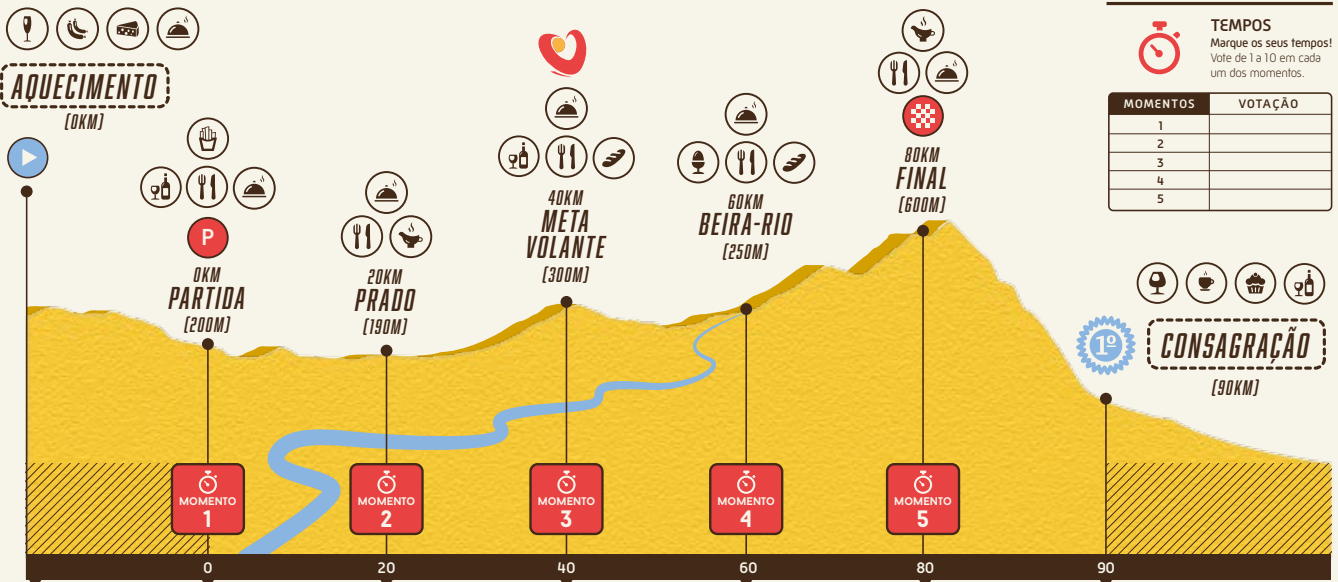 AQUECIMENTO
(0KM)
P
0KM
PARTIDA
(200M)
20KM
PRADO
(190M)
40KM
META
VOLANTE
(300M)
60KM
BEIRA-RIO
(250M)
80KM
FINAL
(600M)
TEMPOS
Marque os seus tempos!
Vote de 1 a 10 em cada
um dos momentos.
MOMENTOS VOTAÇÃO
1
2
3
4
5
1º
CONSAGRAÇÃO
(90KM)
MOMENTO
1
MOMENTO
2
MOMENTO
3
MOMENTO
4
MOMENTO
5
0 20 40 60 80 90